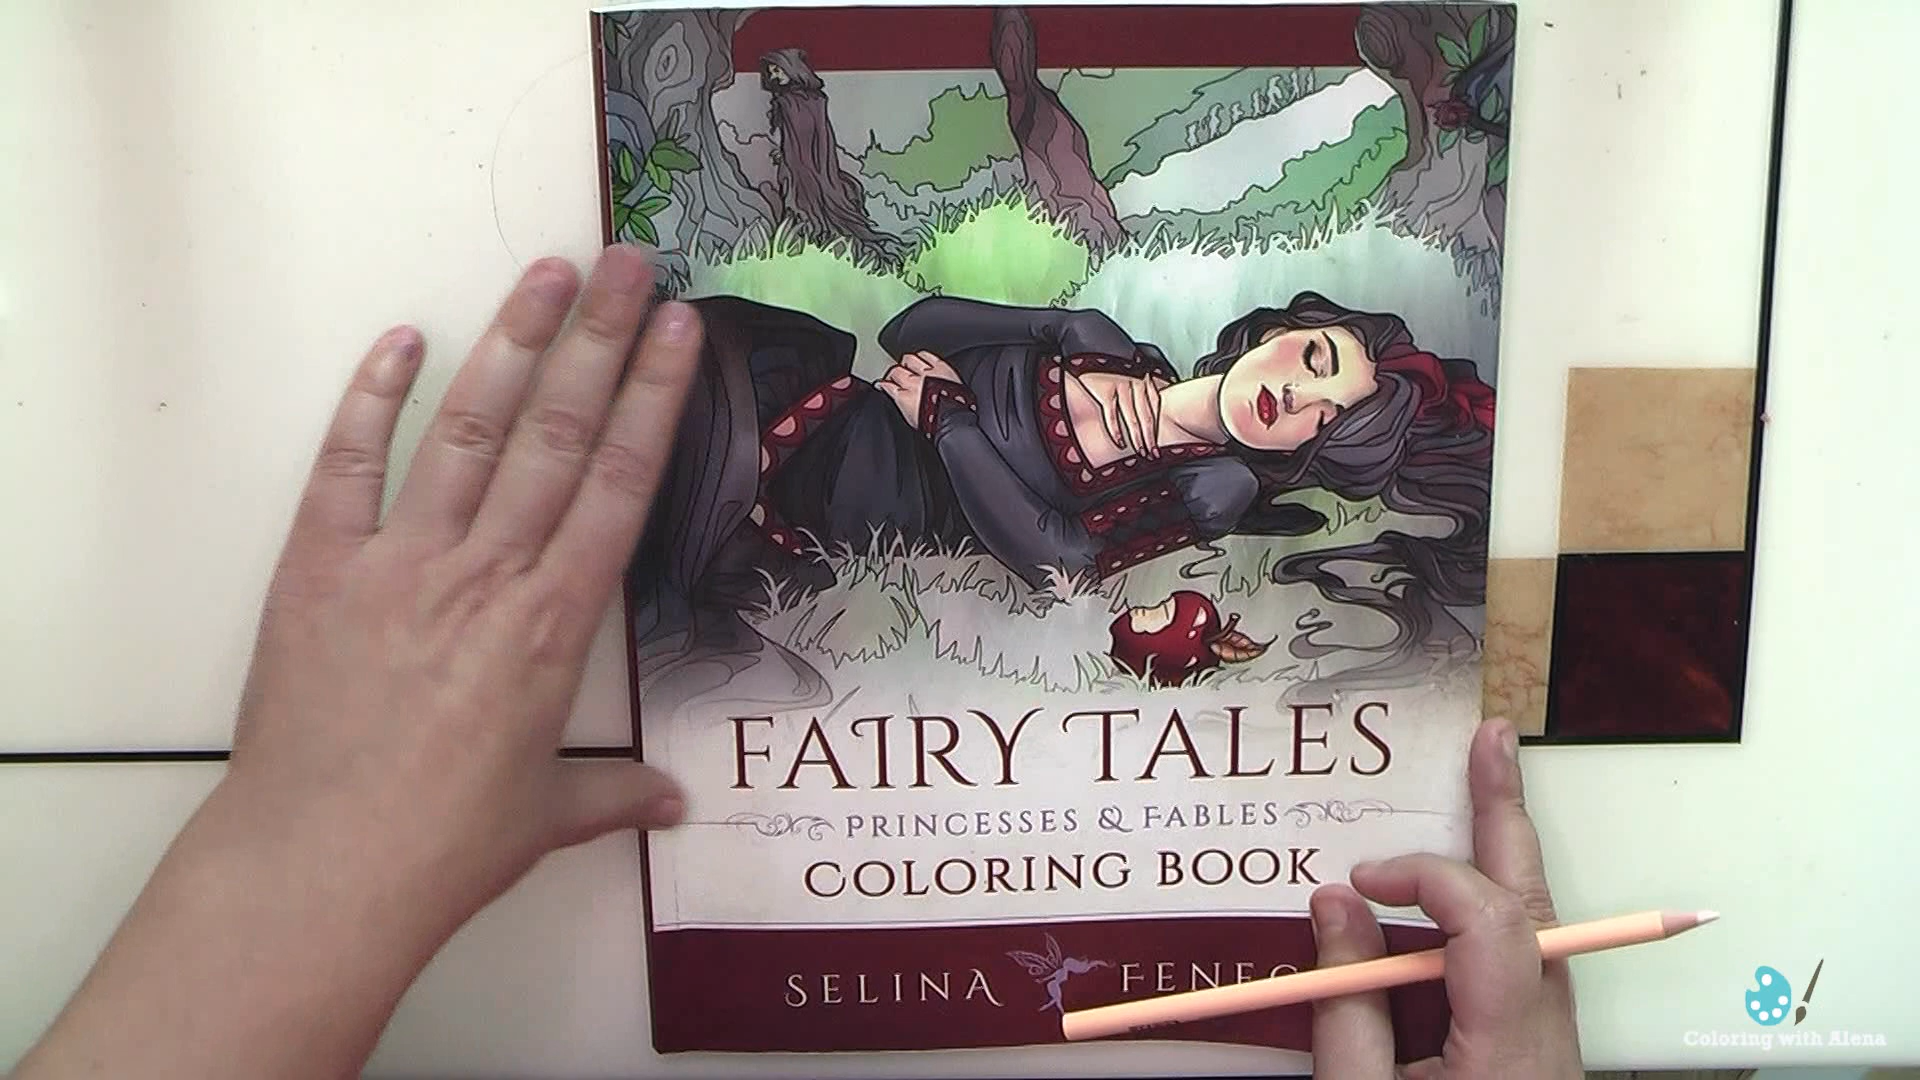 FAIRY TALES
PRINCESSES & FABLES
COLORING BOOK
SELINA
Coloring with Alena